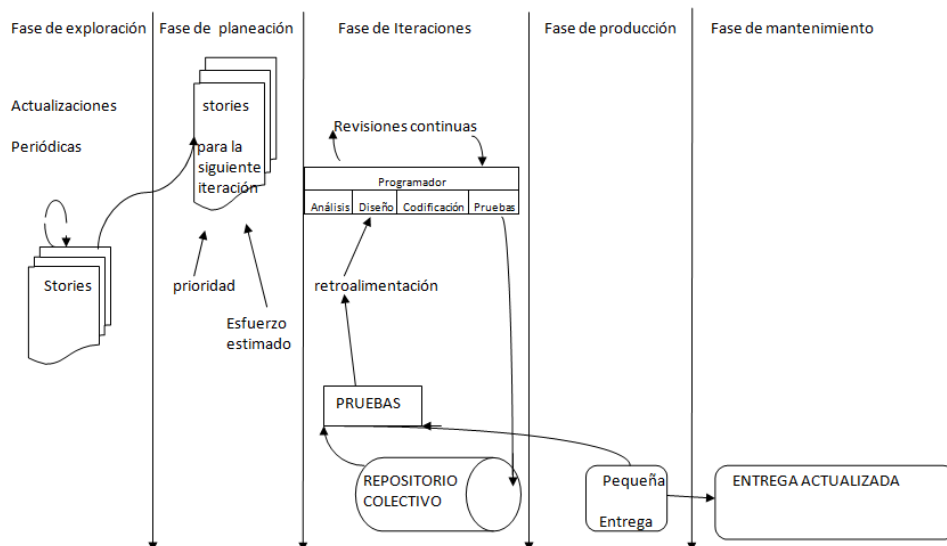 Fase de exploración
Fase de planeación
Fase de Iteraciones
Fase de producción
Fase de mantenimiento
Actualizaciones
Periódicas
Stories
stories
para la
siguiente
iteración
prioridad
Esfuerzo
estimado
Revisiones continuas
Programador
Análisis
Diseño
Codificación
Pruebas
retroalimentación
PRUEBAS
REPOSITORIO
COLECTIVO
Pequeña
Entrega
ENTREGA ACTUALIZADA